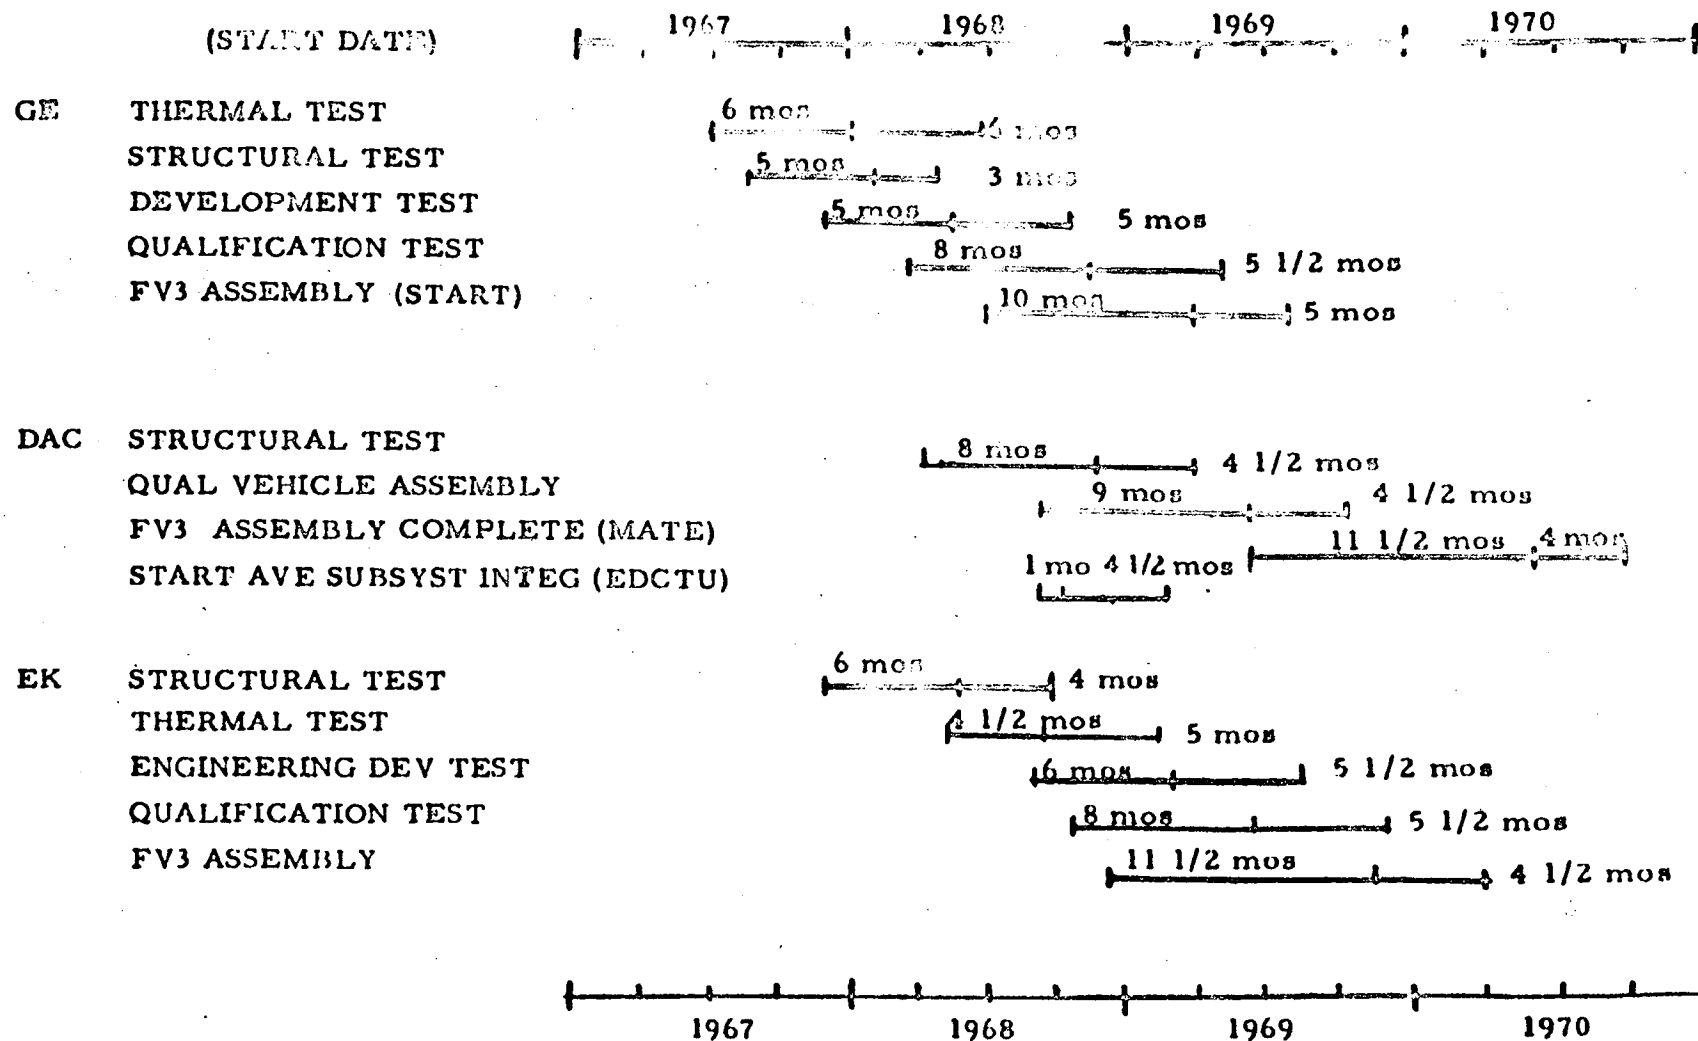 (START DATE) 1967 1968 1969 1970
GE THERMAL TEST 6 mos 6 mos
STRUCTURAL TEST 5 mos 3 mos
DEVELOPMENT TEST 5 mos 5 mos
QUALIFICATION TEST 8 mos 5 1/2 mos
FV3 ASSEMBLY (START) 10 mos 5 mos
DAC STRUCTURAL TEST 8 mos 4 1/2 mos
QUAL VEHICLE ASSEMBLY 9 mos 4 1/2 mos
FV3 ASSEMBLY COMPLETE (MATE) 11 1/2 mos 4 mos
START AVE SUBSYST INTEG (EDCTU) 1 mo 4 1/2 mos
EK STRUCTURAL TEST 6 mos 4 mos
THERMAL TEST 4 1/2 mos 5 mos
ENGINEERING DEV TEST 6 mos 5 1/2 mos
QUALIFICATION TEST 8 mos 5 1/2 mos
FV3 ASSEMBLY 11 1/2 mos 4 1/2 mos
1967 1968 1969 1970